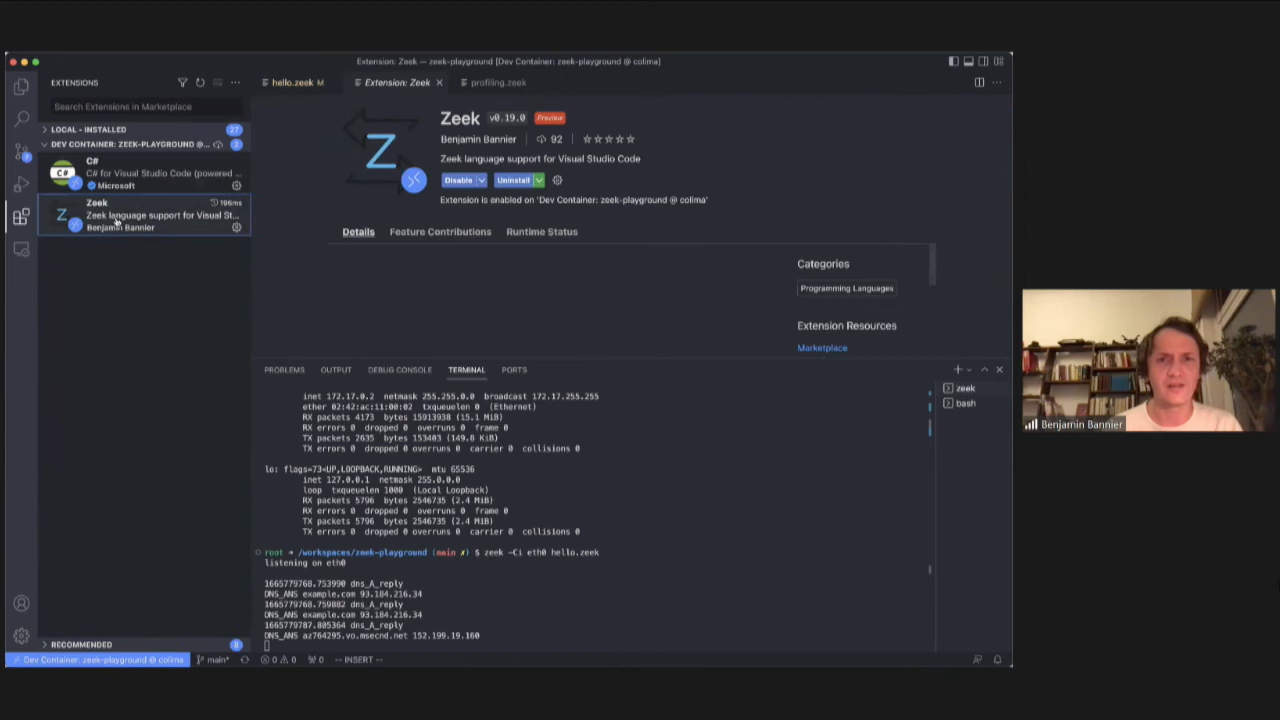 Extension: Zeek — zeek-playground [Dev Container: zeek-playground @ colima]
EXTENSIONS
hello.zeek M
Extension: Zeek
profiling.zeek
Search Extensions in Marketplace
LOCAL - INSTALLED
27
DEV CONTAINER: ZEEK-PLAYGROUND @...
2
C#
C# for Visual Studio Code (powered ...
Microsoft
Zeek
196ms
Zeek language support for Visual St...
Benjamin Bannier
Z
Zeek v0.19.0 Preview
Benjamin Bannier
92
Zeek language support for Visual Studio Code
Disable
Uninstall
Extension is enabled on 'Dev Container: zeek-playground @ colima'
Details Feature Contributions Runtime Status
Categories
Programming Languages
Extension Resources
Marketplace
PROBLEMS OUTPUT DEBUG CONSOLE TERMINAL PORTS
zeek
bash
inet 172.17.0.2 netmask 255.255.0.0 broadcast 172.17.255.255
ether 02:42:ac:11:00:02 txqueuelen 0 (Ethernet)
RX packets 4173 bytes 15913938 (15.1 MiB)
RX errors 0 dropped 0 overruns 0 frame 0
TX packets 2635 bytes 153403 (149.8 KiB)
TX errors 0 dropped 0 overruns 0 carrier 0 collisions 0
lo: flags=73<UP,LOOPBACK,RUNNING> mtu 65536
inet 127.0.0.1 netmask 255.0.0.0
loop txqueuelen 1000 (Local Loopback)
RX packets 5796 bytes 2546735 (2.4 MiB)
RX errors 0 dropped 0 overruns 0 frame 0
TX packets 5796 bytes 2546735 (2.4 MiB)
TX errors 0 dropped 0 overruns 0 carrier 0 collisions 0
root ➜ /workspaces/zeek-playground (main ✗) $ zeek -Ci eth0 hello.zeek
listening on eth0
1665779768.753990 dns_A_reply
DNS_ANS example.com 93.184.216.34
1665779768.759882 dns_A_reply
DNS_ANS example.com 93.184.216.34
1665779787.805364 dns_A_reply
DNS_ANS az764295.vo.msecnd.net 152.199.19.160
RECOMMENDED
8
Dev Container: zeek-playground @ colima
main*
0 0
0
-- INSERT --
Benjamin Bannier